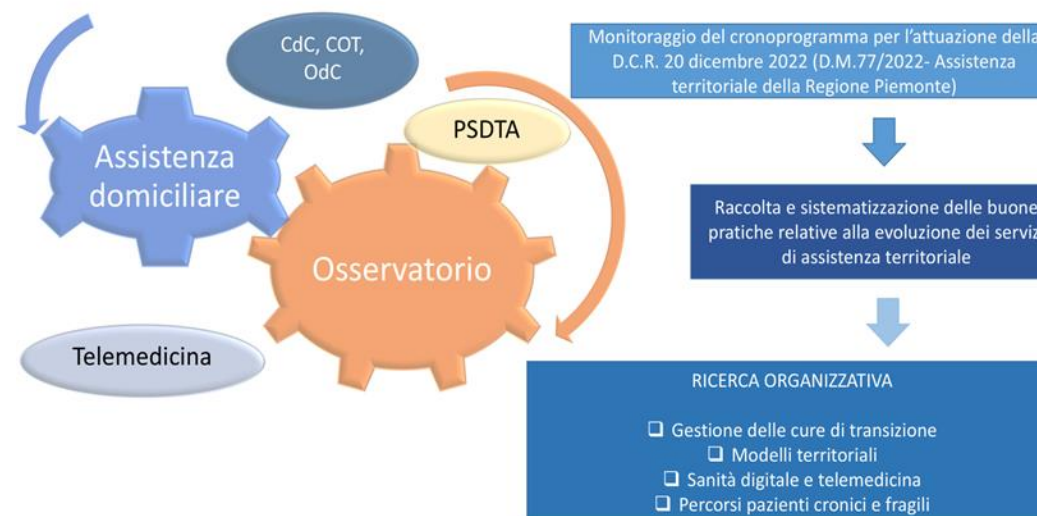 CdC, COT,
OdC
PSDTA
Assistenza
domiciliare
Osservatorio
Telemedicina
Monitoraggio del cronoprogramma per l'attuazione della
D.C.R. 20 dicembre 2022 (D.M.77/2022- Assistenza
territoriale della Regione Piemonte)
Raccolta e sistematizzazione delle buone
pratiche relative alla evoluzione dei serviz
di assistenza territoriale
RICERCA ORGANIZZATIVA
❑ Gestione delle cure di transizione
❑ Modelli territoriali
❑ Sanità digitale e telemedicina
❑ Percorsi pazienti cronici e fragili